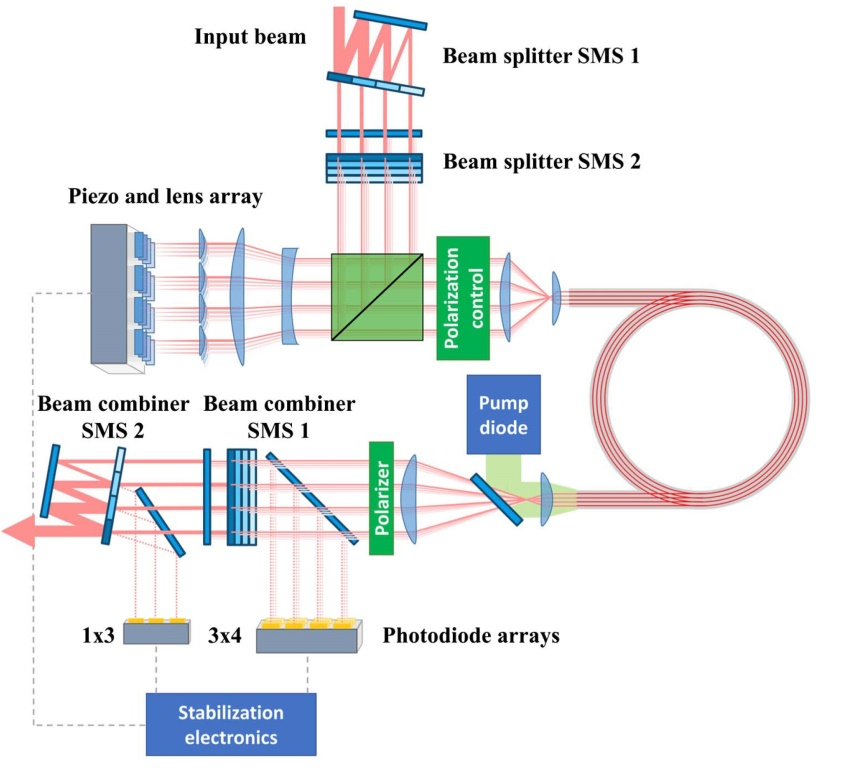 Input beam
Beam splitter SMS 1
Beam splitter SMS 2
Piezo and lens array
Polarization
control
Beam combiner
SMS 2
Beam combiner
SMS 1
Pump
diode
Polarizer
1x3
3x4
Photodiode arrays
Stabilization
electronics